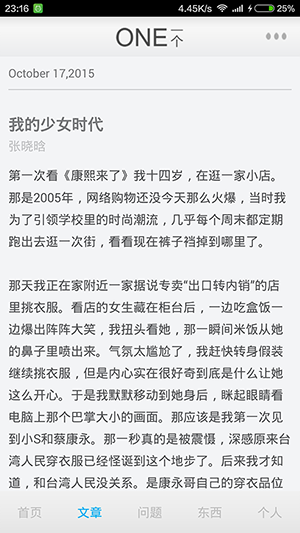 23:16 4.45K/s 25%
ONE一个
October 17,2015
我的少女时代
张晓晗
第一次看《康熙来了》我十四岁，在逛一家小店。
那是2005年，网络购物还没今天那么火爆，当时我
为了引领学校里的时尚潮流，几乎每个周末都定期
跑出去逛一次街，看看现在裤子裆掉到哪里了。
那天我正在家附近一家据说专卖“出口转内销”的店
里挑衣服。看店的女生藏在柜台后，一边吃盒饭一
边爆出阵阵大笑，我扭头看她，那一瞬间米饭从她
的鼻子里喷出来。气氛太尴尬了，我赶快转身假装
继续挑衣服，但是内心实在很好奇到底是什么让她
这么开心。于是我默默移动到她身后，眯起眼睛看
电脑上那个巴掌大小的画面。那应该是我第一次见
到小S和蔡康永。那一秒真的是被震慑，深感原来台
湾人民穿衣服已经怪诞到这个地步了。后来我才知
道，和台湾人民没关系。是康永哥自己的穿衣品位
首页 文章 问题 东西 个人